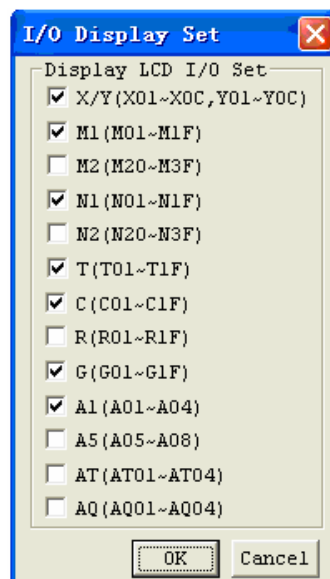 I/O Display Set
Display LCD I/O Set
X/Y(X01~X0C,Y01~Y0C)
M1(M01~M1F)
M2(M20~M3F)
N1(N01~N1F)
N2(N20~N3F)
T(T01~T1F)
C(C01~C1F)
R(R01~R1F)
G(G01~G1F)
A1(A01~A04)
A5(A05~A08)
AT(AT01~AT04)
AQ(AQ01~AQ04)
OK Cancel